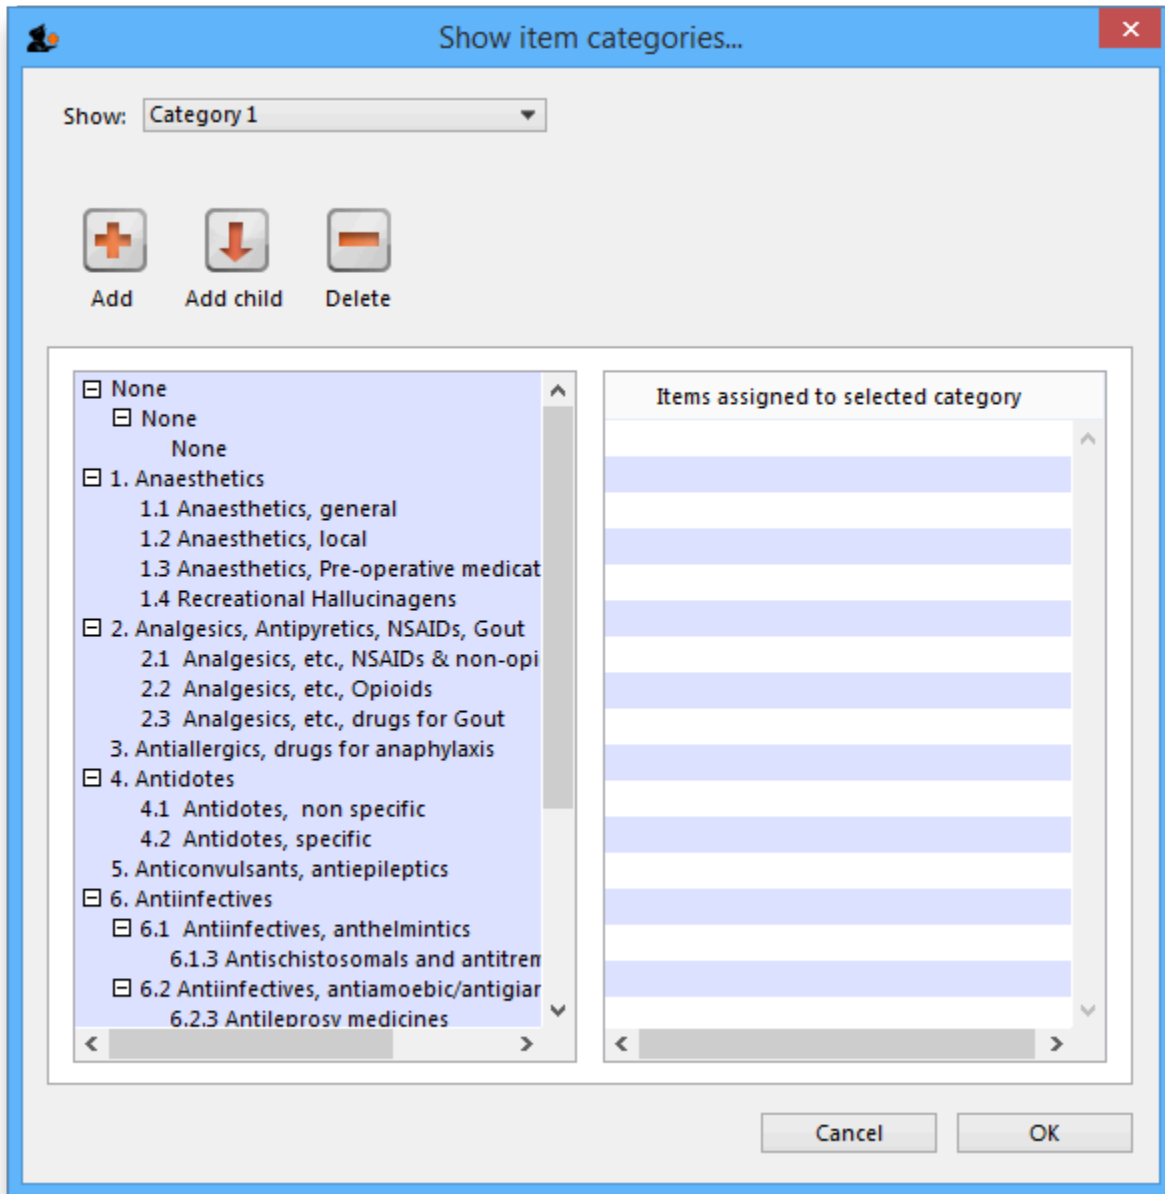 Show item categories...
Show: Category 1
Add Add child Delete
None
None
None
1. Anaesthetics
1.1 Anaesthetics, general
1.2 Anaesthetics, local
1.3 Anaesthetics, Pre-operative medicat
1.4 Recreational Hallucinagens
2. Analgesics, Antipyretics, NSAIDs, Gout
2.1 Analgesics, etc., NSAIDs & non-opi
2.2 Analgesics, etc., Opioids
2.3 Analgesics, etc., drugs for Gout
3. Antiallergics, drugs for anaphylaxis
4. Antidotes
4.1 Antidotes, non specific
4.2 Antidotes, specific
5. Anticonvulsants, antiepileptics
6. Antiinfectives
6.1 Antiinfectives, anthelmintics
6.1.3 Antischistosomals and antitrem
6.2 Antiinfectives, antiamoebic/antigiar
6.2.3 Antileprosy medicines
Items assigned to selected category
Cancel OK